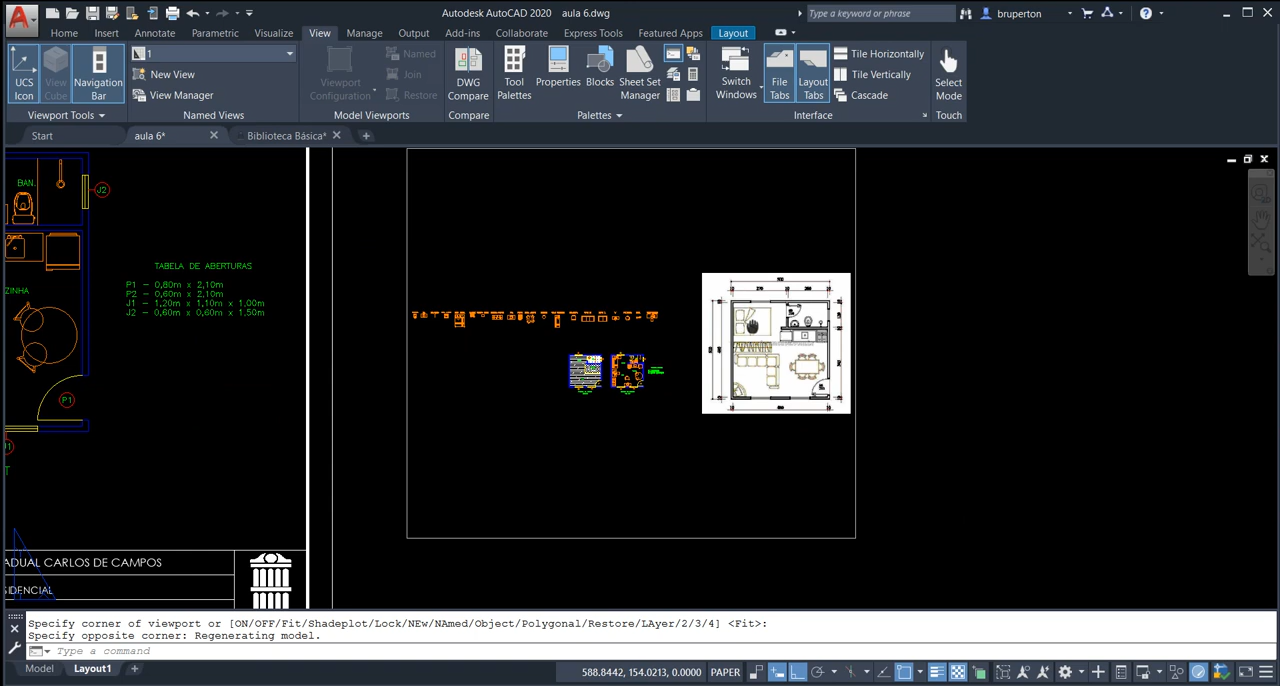 Autodesk AutoCAD 2020    aula 6.dwg
Type a keyword or phrase
bruperton
Home Insert Annotate Parametric Visualize View Manage Output Add-ins Collaborate Express Tools Featured Apps Layout
UCS Icon
View Cube
Navigation Bar
Viewport Tools
1
New View
View Manager
Named Views
Viewport Configuration
Named
Join
Restore
Model Viewports
DWG Compare
Compare
Tool Palettes
Properties
Blocks
Sheet Set Manager
Palettes
Switch Windows
File Tabs
Layout Tabs
Tile Horizontally
Tile Vertically
Cascade
Interface
Select Mode
Touch
Start
aula 6*
Biblioteca Básica*
BAN.
J2
TABELA DE ABERTURAS
P1 – 0,80m x 2,10m
P2 – 0,60m x 2.10m
J1 – 1,20m x 1,10m x 1.00m
J2 – 0,60m x 0,60m x 1.50m
ZINHA
P1
J1
T
ADUAL CARLOS DE CAMPOS
SIDENCIAL
Specify corner of viewport or [ON/OFF/Fit/Shadeplot/Lock/NEw/NAmed/Object/Polygonal/Restore/LAyer/2/3/4] <Fit>:
Specify opposite corner: Regenerating model.
Type a command
Model
Layout1
588.8442, 154.0213, 0.0000
PAPER